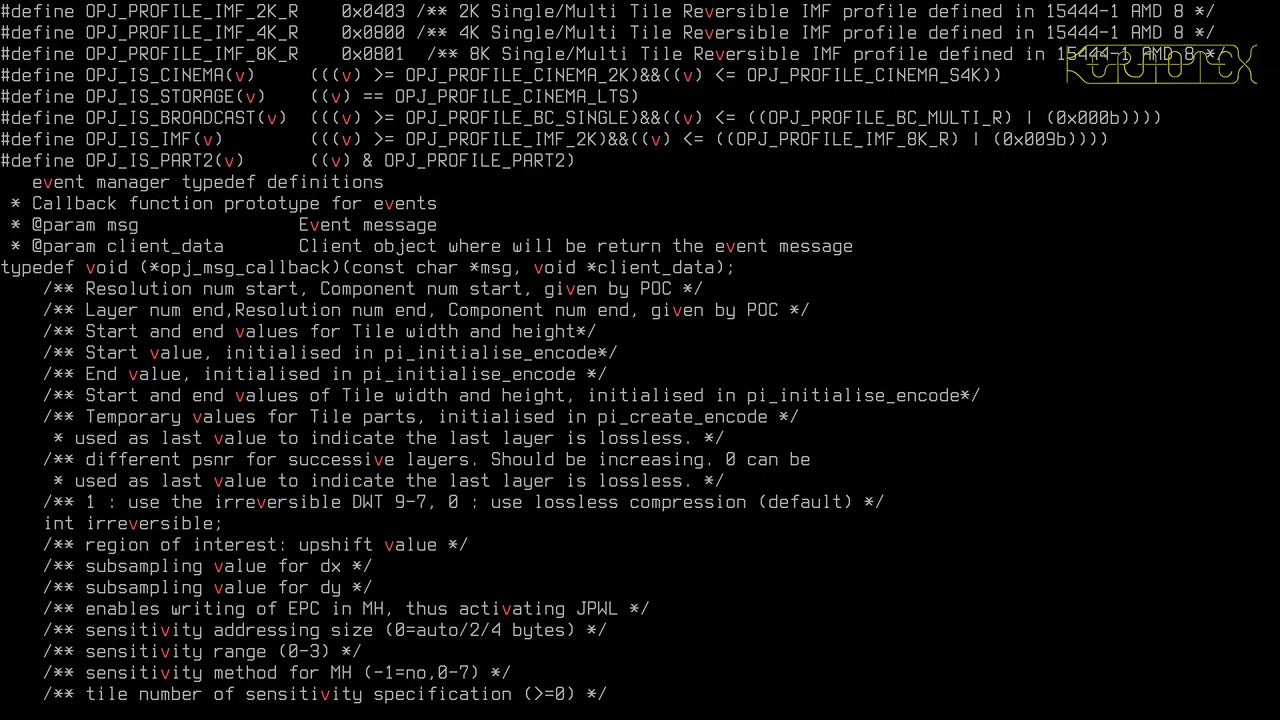 #define OPJ_PROFILE_IMF_2K_R    0x0403 /** 2K Single/Multi Tile Reversible IMF profile defined in 15444-1 AMD 8 */
#define OPJ_PROFILE_IMF_4K_R    0x0800 /** 4K Single/Multi Tile Reversible IMF profile defined in 15444-1 AMD 8 */
#define OPJ_PROFILE_IMF_8K_R    0x0801  /** 8K Single/Multi Tile Reversible IMF profile defined in 15444-1 AMD 8 */
#define OPJ_IS_CINEMA(v)     (((v) >= OPJ_PROFILE_CINEMA_2K)&&((v) <= OPJ_PROFILE_CINEMA_S4K))
#define OPJ_IS_STORAGE(v)    ((v) == OPJ_PROFILE_CINEMA_LTS)
#define OPJ_IS_BROADCAST(v)  (((v) >= OPJ_PROFILE_BC_SINGLE)&&((v) <= ((OPJ_PROFILE_BC_MULTI_R) | (0x000b))))
#define OPJ_IS_IMF(v)        (((v) >= OPJ_PROFILE_IMF_2K)&&((v) <= ((OPJ_PROFILE_IMF_8K_R) | (0x009b))))
#define OPJ_IS_PART2(v)      ((v) & OPJ_PROFILE_PART2)
   event manager typedef definitions
 * Callback function prototype for events
 * @param msg               Event message
 * @param client_data       Client object where will be return the event message
typedef void (*opj_msg_callback)(const char *msg, void *client_data);
    /** Resolution num start, Component num start, given by POC */
    /** Layer num end,Resolution num end, Component num end, given by POC */
    /** Start and end values for Tile width and height*/
    /** Start value, initialised in pi_initialise_encode*/
    /** End value, initialised in pi_initialise_encode */
    /** Start and end values of Tile width and height, initialised in pi_initialise_encode*/
    /** Temporary values for Tile parts, initialised in pi_create_encode */
     * used as last value to indicate the last layer is lossless. */
    /** different psnr for successive layers. Should be increasing. 0 can be
     * used as last value to indicate the last layer is lossless. */
    /** 1 : use the irreversible DWT 9-7, 0 : use lossless compression (default) */
    int irreversible;
    /** region of interest: upshift value */
    /** subsampling value for dx */
    /** subsampling value for dy */
    /** enables writing of EPC in MH, thus activating JPWL */
    /** sensitivity addressing size (0=auto/2/4 bytes) */
    /** sensitivity range (0-3) */
    /** sensitivity method for MH (-1=no,0-7) */
    /** tile number of sensitivity specification (>=0) */